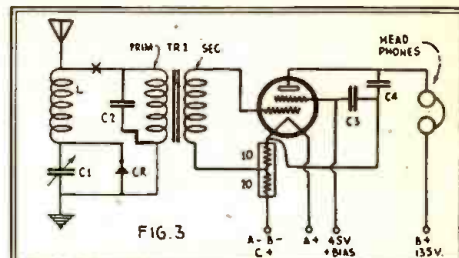 PRIM. TR1 SEC.
HEAD
PHONES
L
C2
C3
C4
C1
CR
10
20
FIG. 3
A- B- A+ 45V B+
C+ +BIAS 135V.